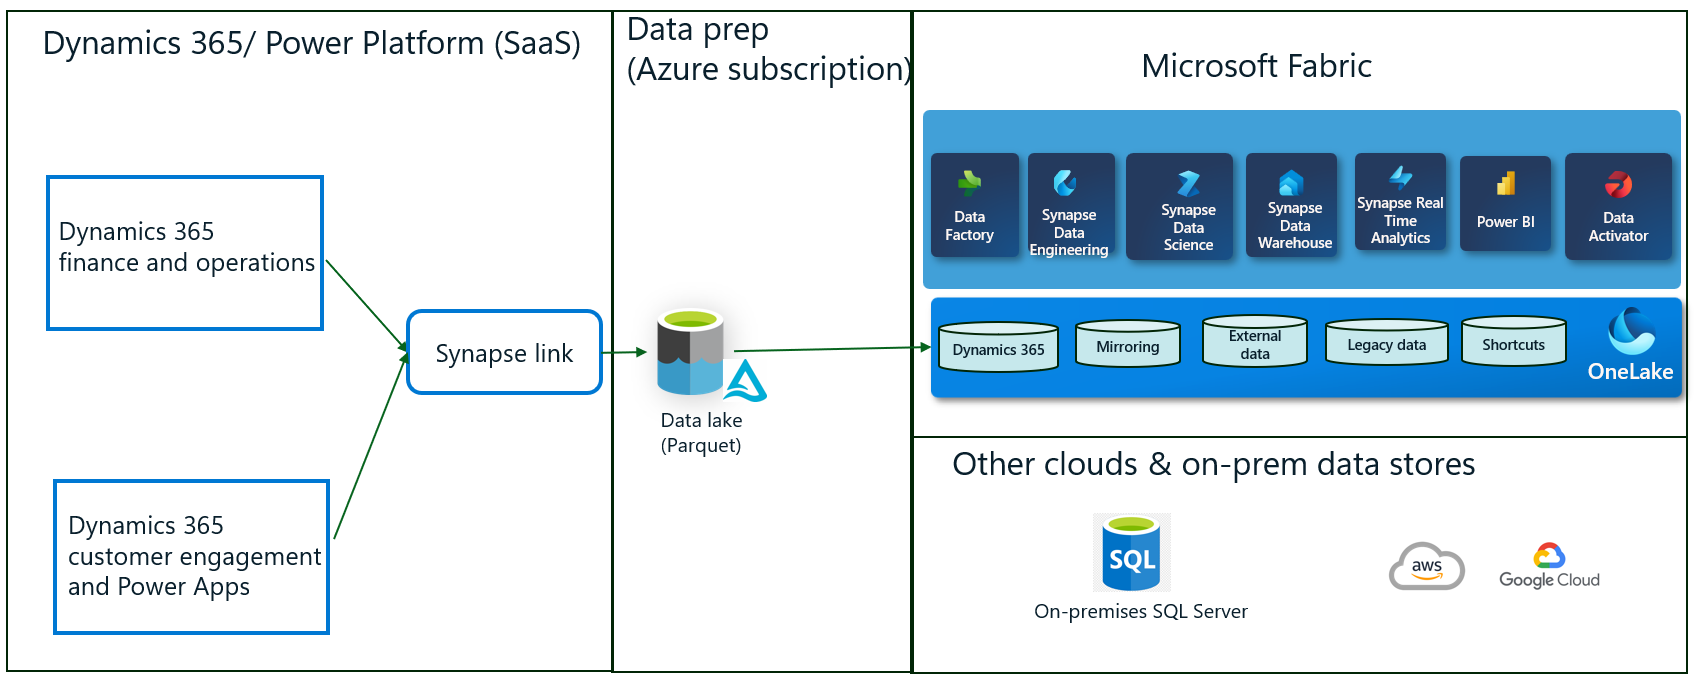 Dynamics 365/ Power Platform (SaaS)
Dynamics 365
finance and operations
Synapse link
Dynamics 365
customer engagement
and Power Apps
Data prep
(Azure subscription)
Data lake
(Parquet)
Microsoft Fabric
Data
Factory
Synapse
Data
Engineering
Synapse
Data
Science
Synapse
Data
Warehouse
Synapse Real
Time
Analytics
Power BI
Data
Activator
Dynamics 365
Mirroring
External
data
Legacy data
Shortcuts
OneLake
Other clouds & on-prem data stores
SQL
On-premises SQL Server
aws
Google Cloud